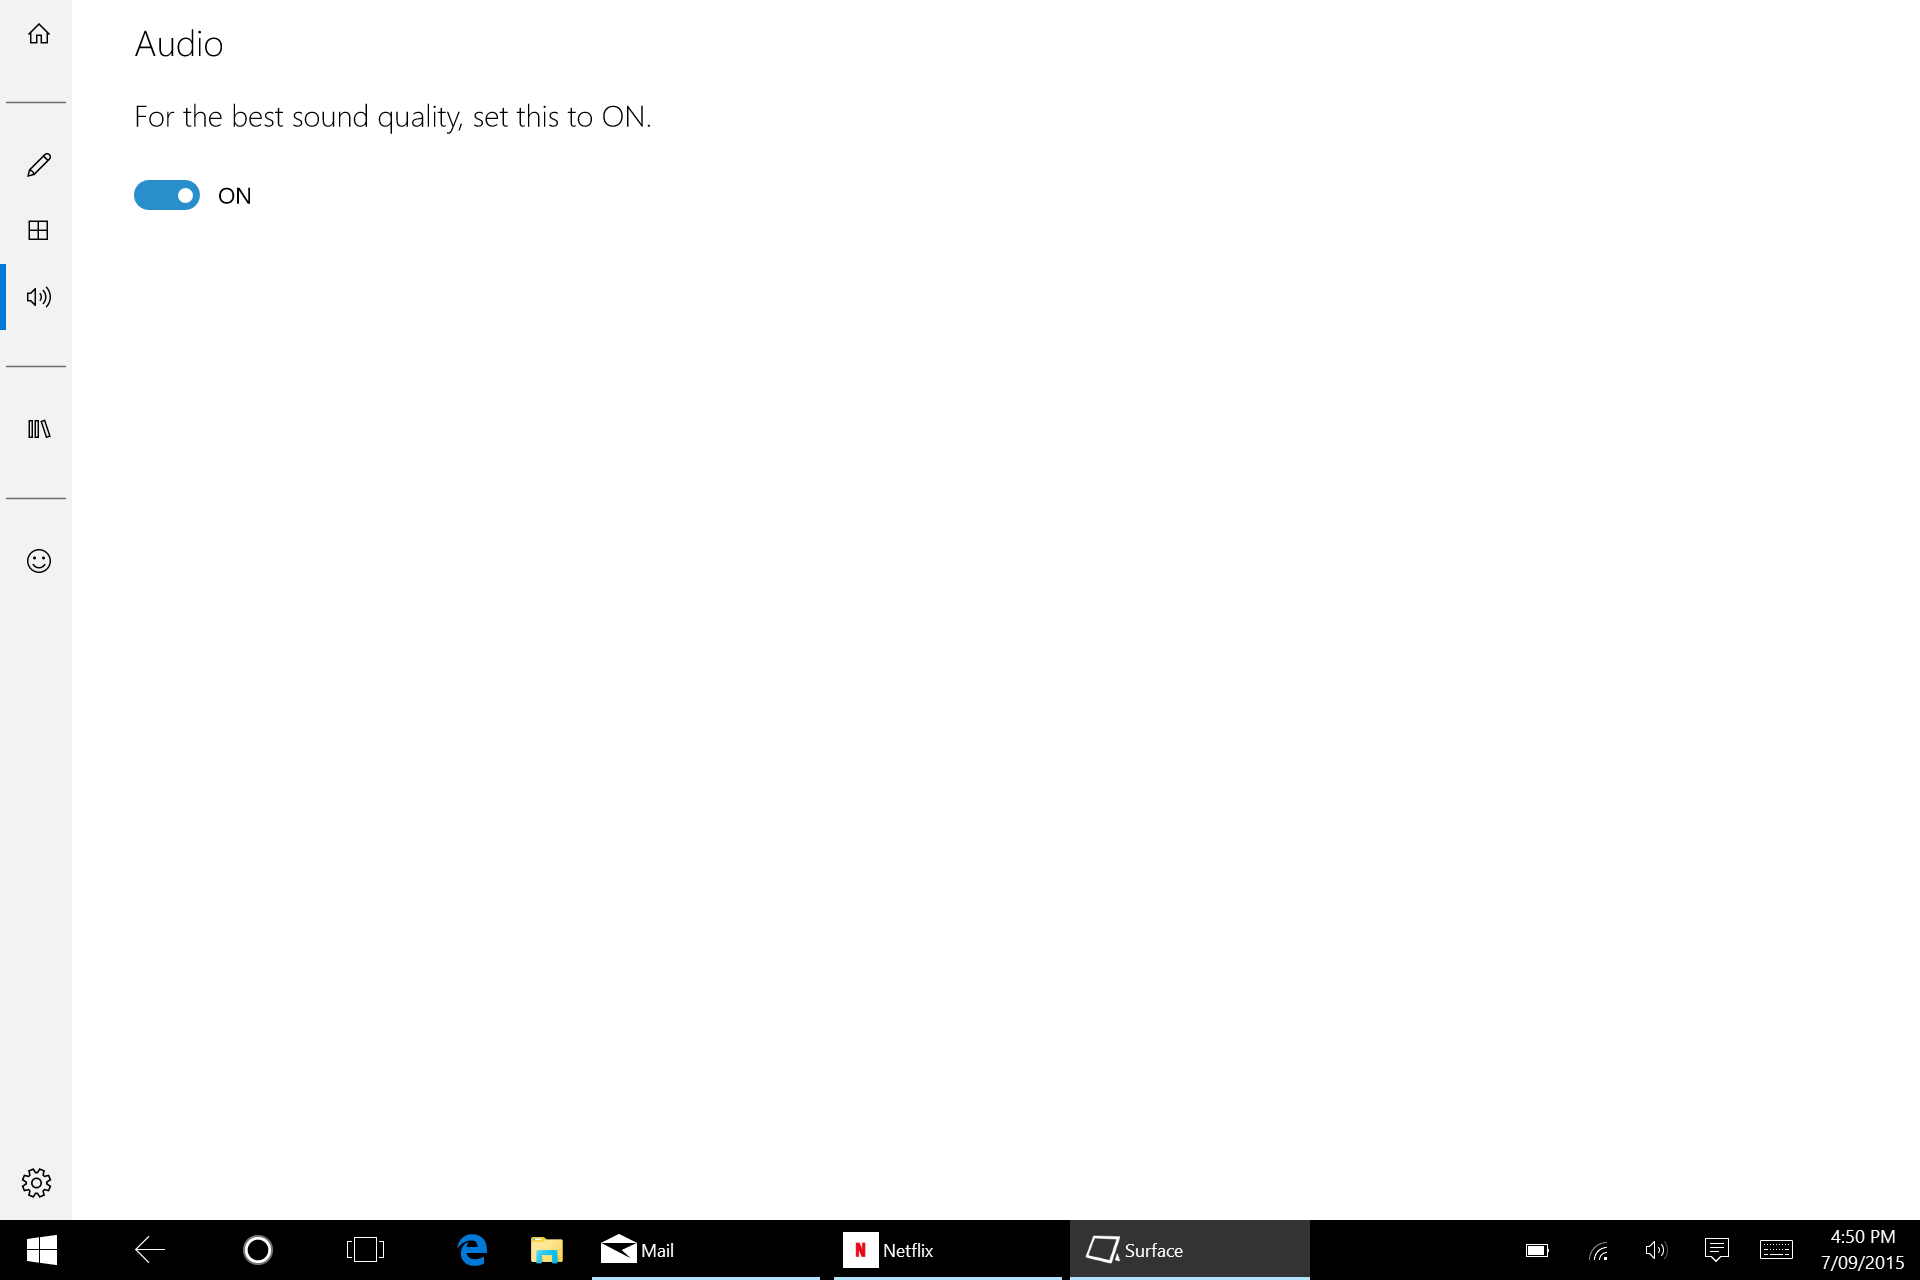 Audio
For the best sound quality, set this to ON.
ON
Mail
N
Netflix
Surface
4:50 PM
7/09/2015